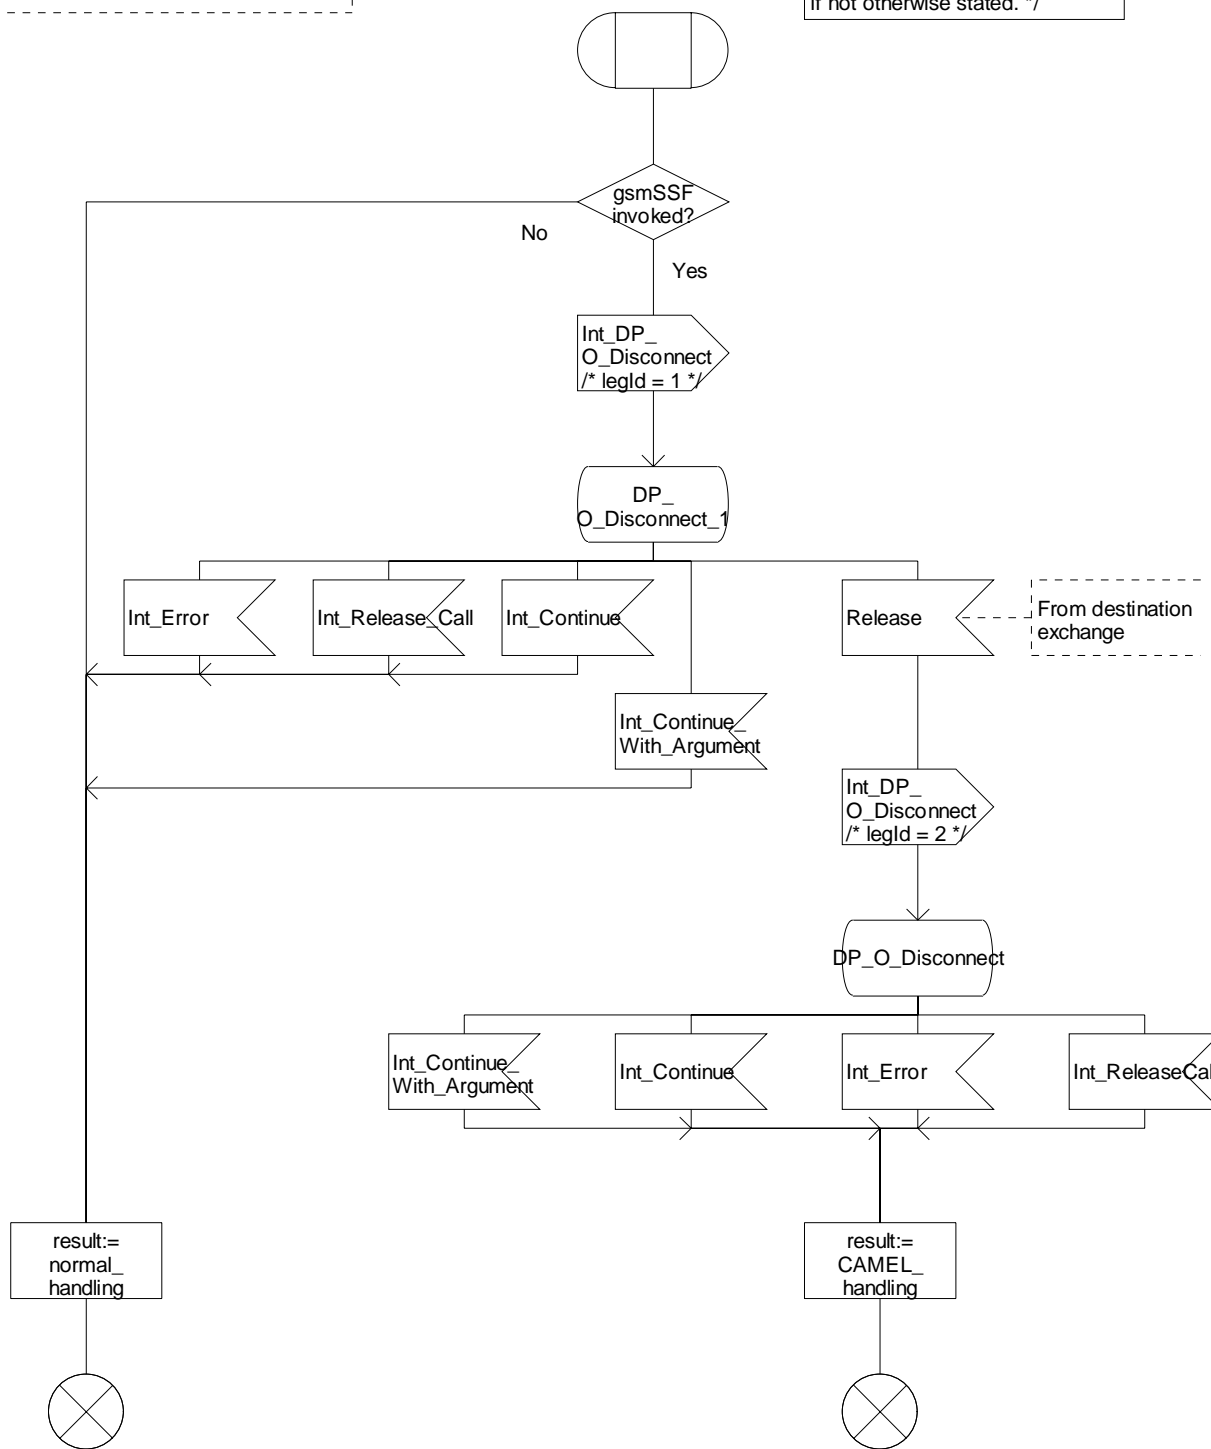 if not otherwise stated. */
gsmSSF
invoked?
No
Yes
Int_DP_
O_Disconnect
/* legId = 1 */
DP_
O_Disconnect_1
Int_Error
Int_Release_Call
Int_Continue
Release
From destination
exchange
Int_Continue_
With_Argument
Int_DP_
O_Disconnect
/* legId = 2 */
DP_O_Disconnect
Int_Continue_
With_Argument
Int_Continue
Int_Error
Int_ReleaseCal
result:=
normal_
handling
result:=
CAMEL_
handling